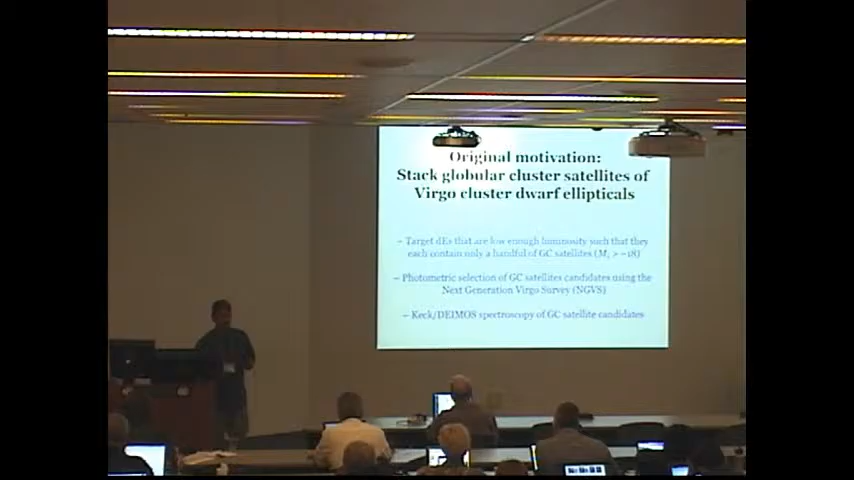 Original motivation:
Stack globular cluster satellites of
Virgo cluster dwarf ellipticals
– Target dEs that are low enough luminosity such that they
each contain only a handful of GC satellites (Mi > −18)
– Photometric selection of GC satellites candidates using the
Next Generation Virgo Survey (NGVS)
– Keck/DEIMOS spectroscopy of GC satellite candidates